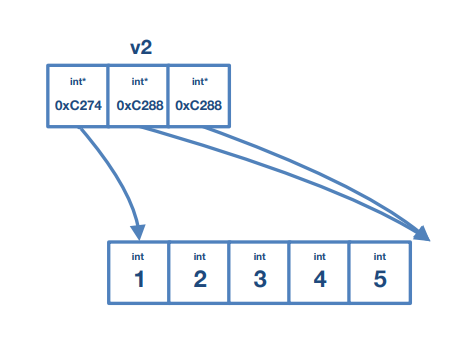 v2
int* int* int*
0xC274 0xC288 0xC288
int int int int int
1 2 3 4 5